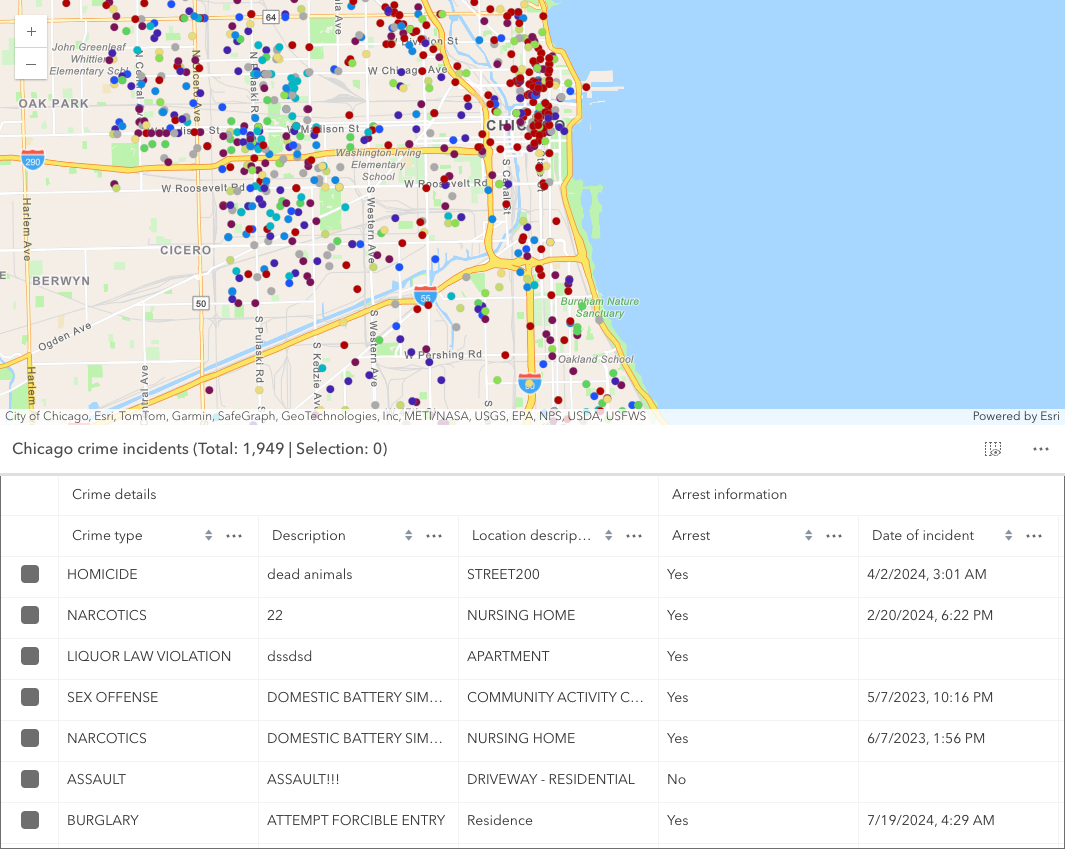 +
−
64
John Greenleaf
Whittier
Elementary School
OAK PARK
W Division St
W Chicago Ave
W Madison St
W Madison St
290
Washington Irving
Elementary
School
W Roosevelt Rd
W Roosevelt Rd
S Canal St
Harlem Ave
S Western Ave
CICERO
BERWYN
50
55
Ogden Ave
S Pulaski Rd
S Kedzie Ave
S Western Ave
W Pershing Rd
Burnham Nature
Sanctuary
Oakland School
Harlem
City of Chicago, Esri, TomTom, Garmin, SafeGraph, GeoTechnologies, Inc, METI/NASA, USGS, EPA, NPS, USDA, USFWS
Powered by Esri
Chicago crime incidents (Total: 1,949 | Selection: 0)
Crime details Arrest information
Crime type Description Location descrip… Arrest Date of incident
HOMICIDE dead animals STREET200 Yes 4/2/2024, 3:01 AM
NARCOTICS 22 NURSING HOME Yes 2/20/2024, 6:22 PM
LIQUOR LAW VIOLATION dssdsd APARTMENT Yes
SEX OFFENSE DOMESTIC BATTERY SIM… COMMUNITY ACTIVITY C… Yes 5/7/2023, 10:16 PM
NARCOTICS DOMESTIC BATTERY SIM… NURSING HOME Yes 6/7/2023, 1:56 PM
ASSAULT ASSAULT!!! DRIVEWAY - RESIDENTIAL No
BURGLARY ATTEMPT FORCIBLE ENTRY Residence Yes 7/19/2024, 4:29 AM